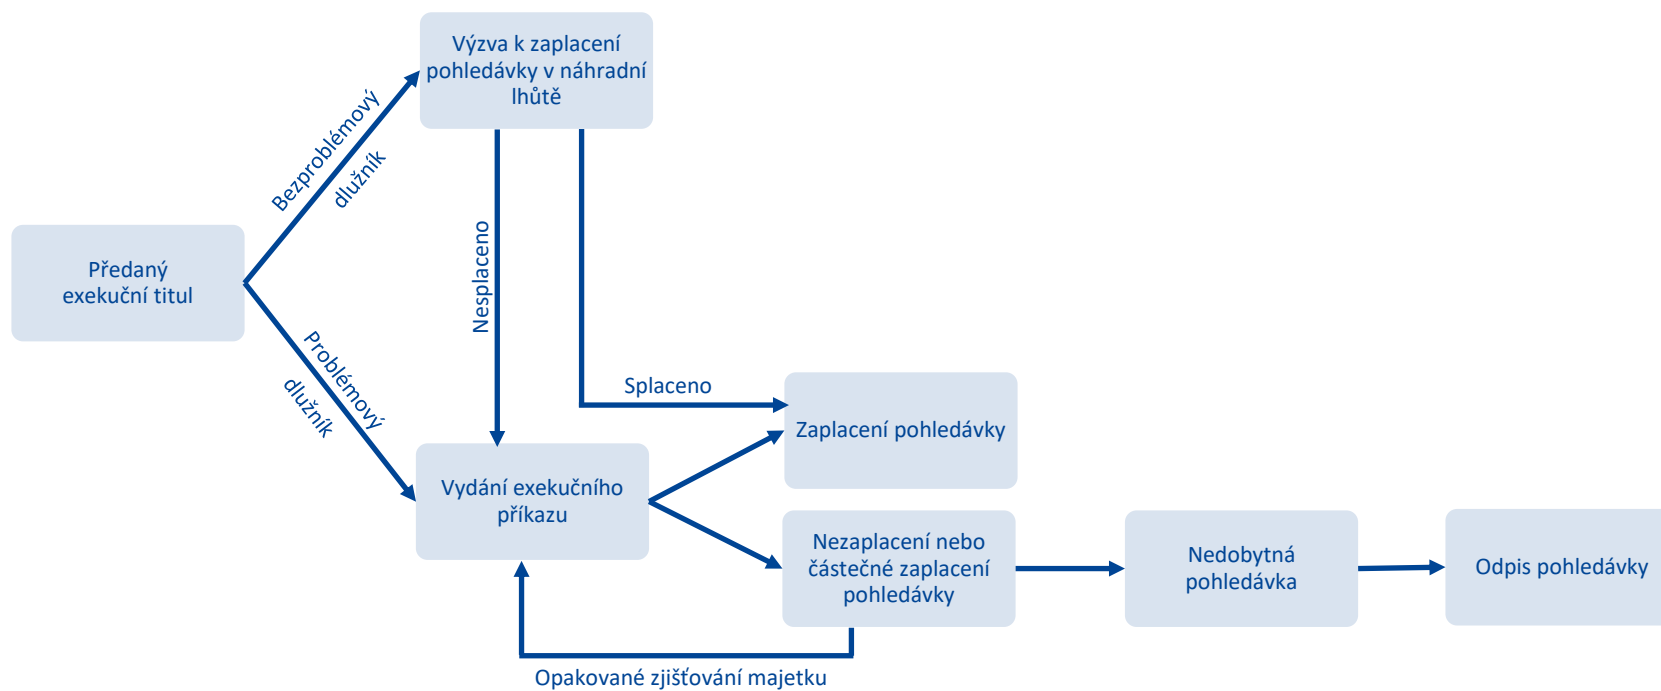 Výzva k zaplacení
pohledávky v náhradní
lhůtě
Bezproblémový
dlužník
Předaný
exekuční titul
Nesplaceno
Problémový
dlužník
Splaceno
Zaplacení pohledávky
Vydání exekučního
příkazu
Nezaplacení nebo
částečné zaplacení
pohledávky
Nedobytná
pohledávka
Odpis pohledávky
Opakované zjišťování majetku